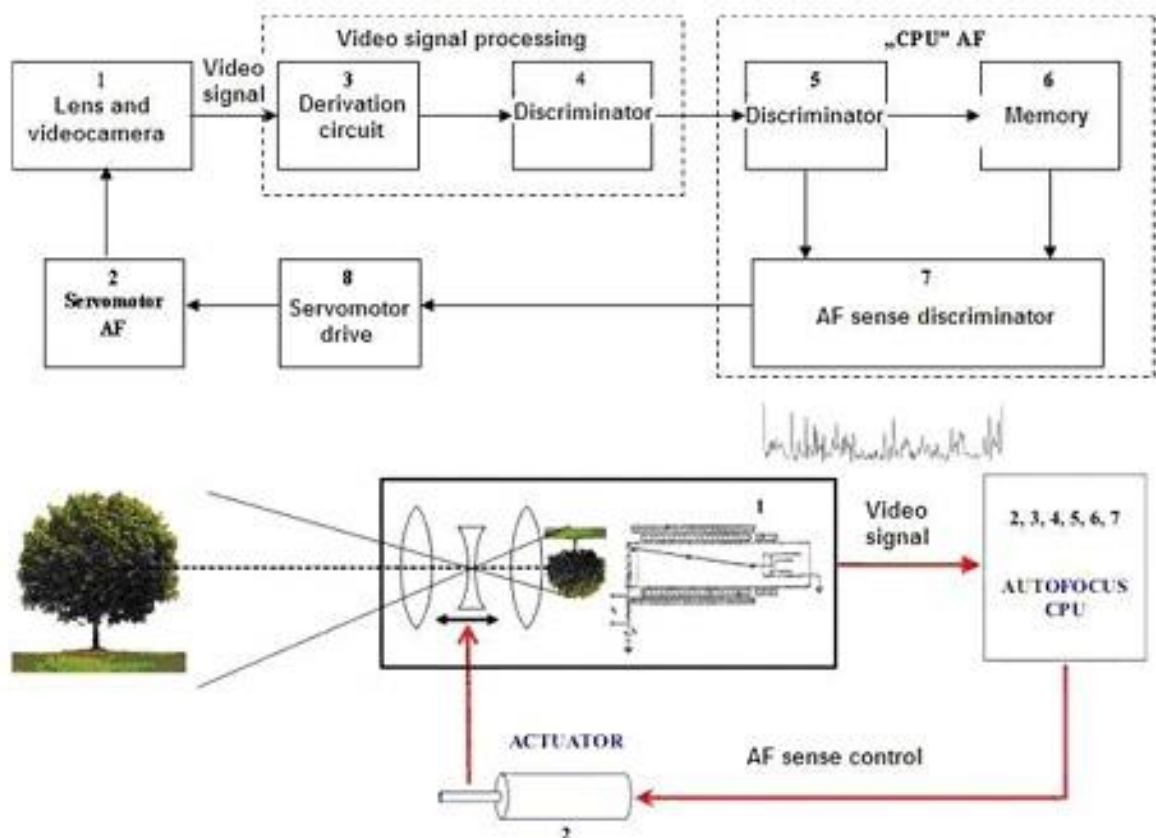 Video signal processing
„CPU” AF
1
Lens and
videocamera
Video
signal
3
Derivation
circuit
4
Discriminator
5
Discriminator
6
Memory
2
Servomotor
AF
8
Servomotor
drive
7
AF sense discriminator
1
Video
signal
2, 3, 4, 5, 6, 7
AUTOFOCUS
CPU
ACTUATOR
AF sense control
2